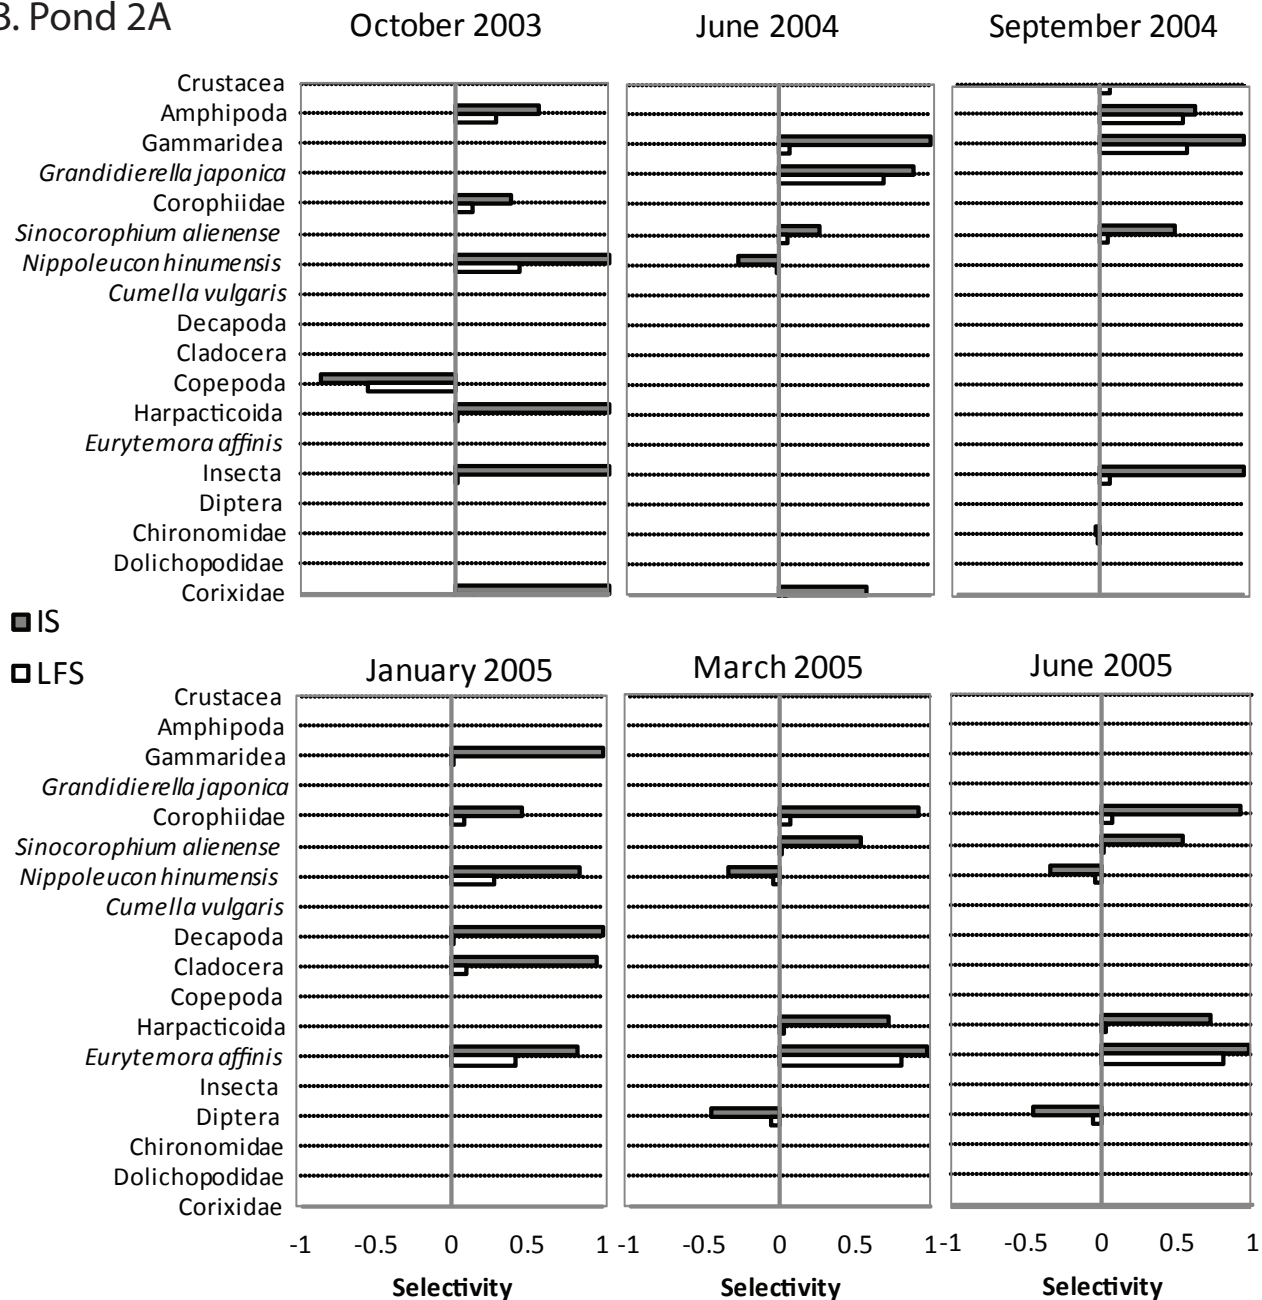 B. Pond 2A
October 2003
June 2004
September 2004
Crustacea
Amphipoda
Gammaridea
Grandidierella japonica
Corophiidae
Sinocorophium alienense
Nippoleucon hinumensis
Cumella vulgaris
Decapoda
Cladocera
Copepoda
Harpacticoida
Eurytemora affinis
Insecta
Diptera
Chironomidae
Dolichopodidae
Corixidae
IS
LFS
January 2005
March 2005
June 2005
Crustacea
Amphipoda
Gammaridea
Grandidierella japonica
Corophiidae
Sinocorophium alienense
Nippoleucon hinumensis
Cumella vulgaris
Decapoda
Cladocera
Copepoda
Harpacticoida
Eurytemora affinis
Insecta
Diptera
Chironomidae
Dolichopodidae
Corixidae
-1 -0.5 0 0.5 1
-1 -0.5 0 0.5 1
-1 -0.5 0 0.5 1
Selectivity
Selectivity
Selectivity